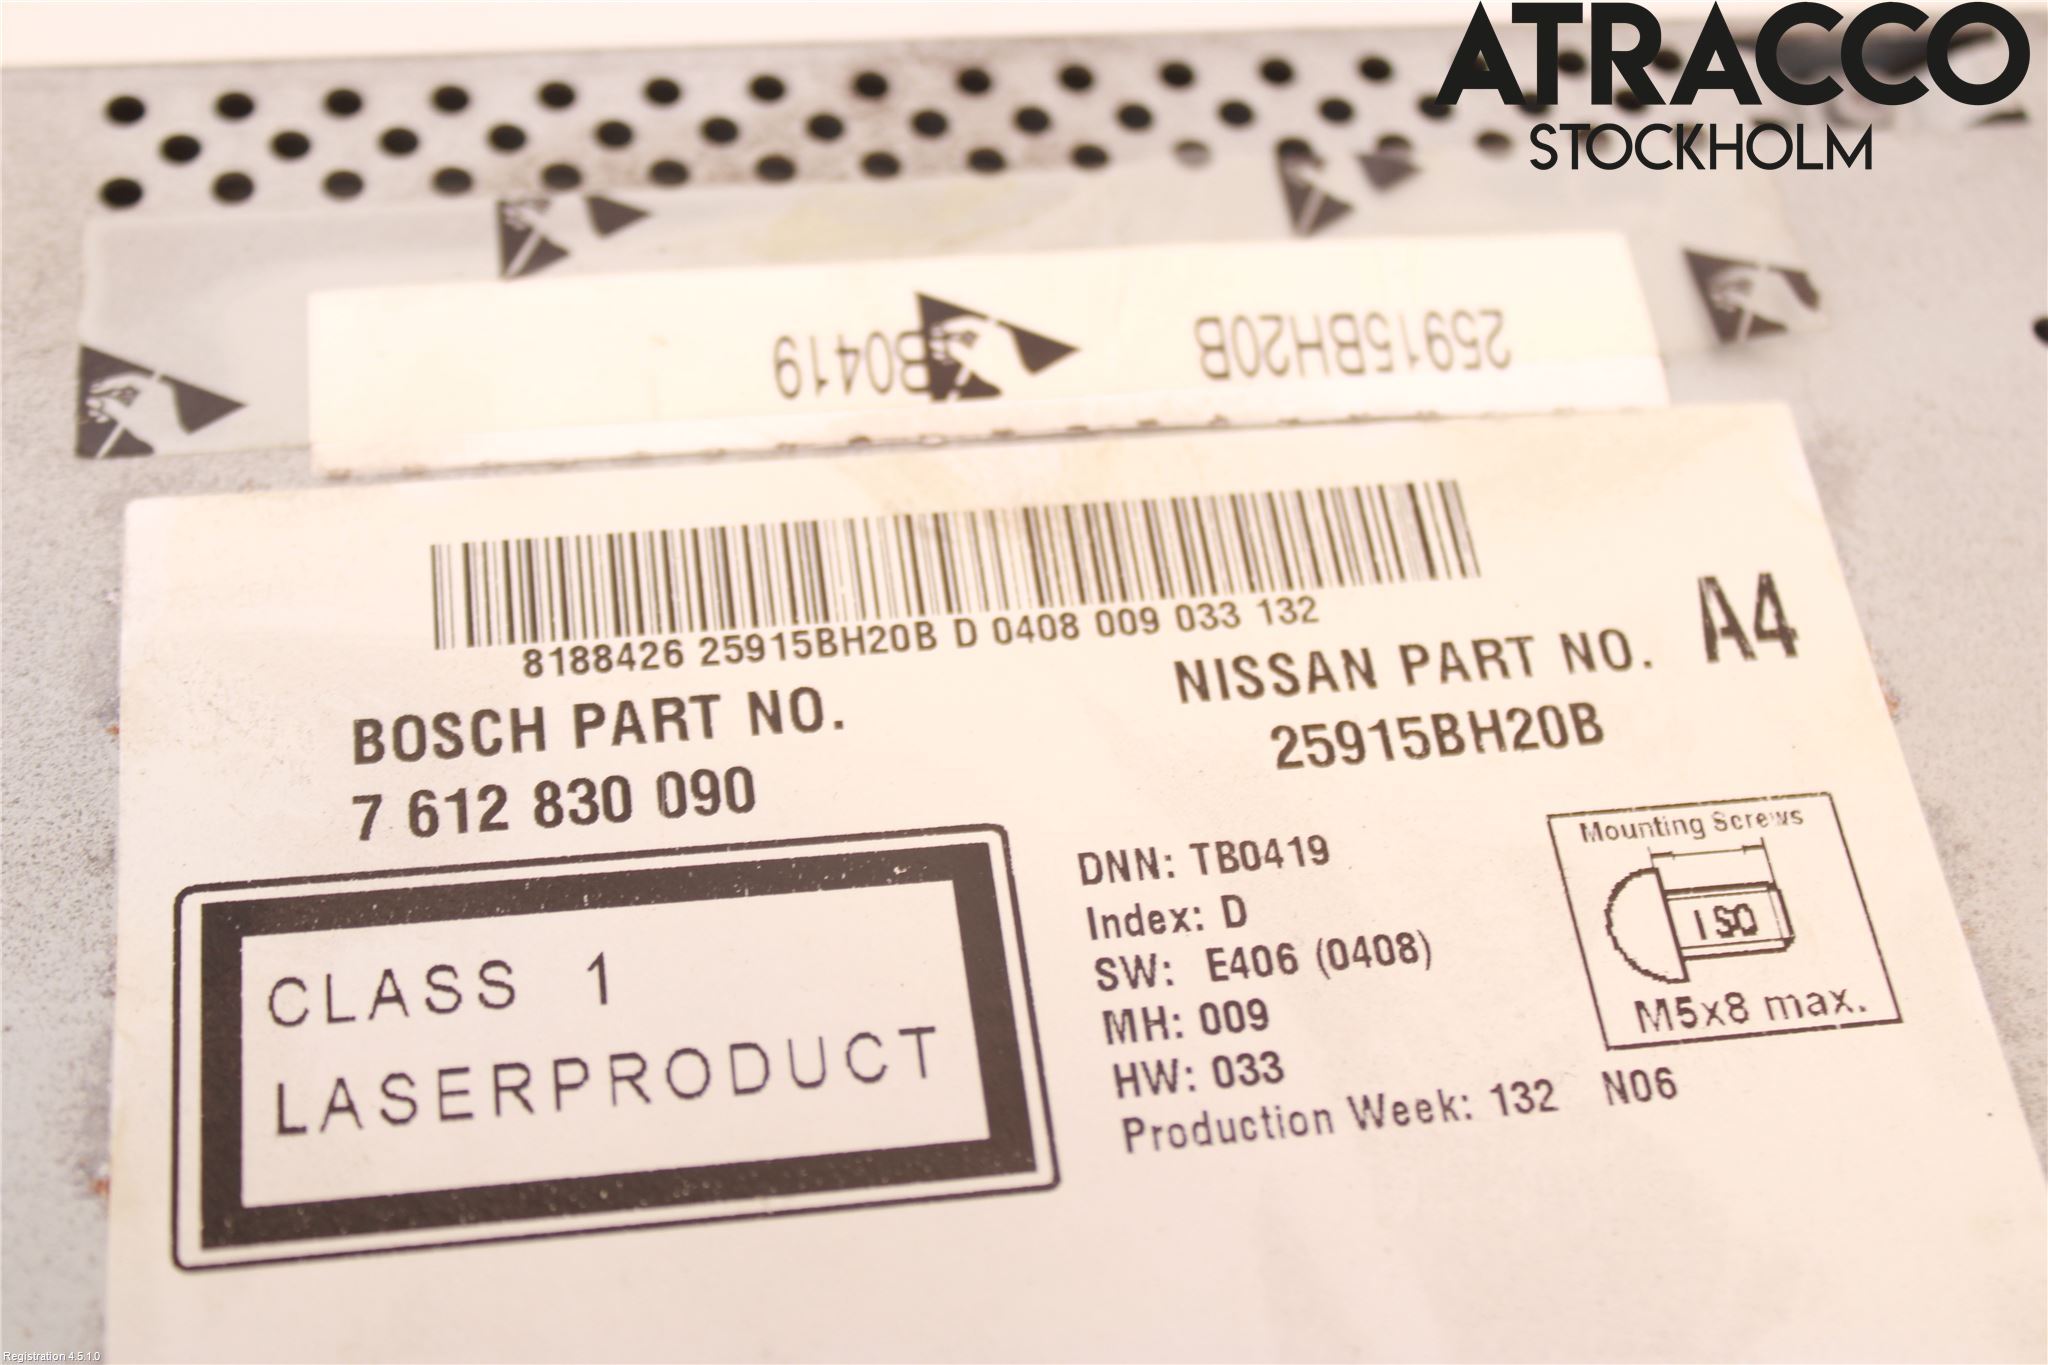 ATRACCO
STOCKHOLM
25915BH20B
B0419
8188426 25915BH20B D 0408 009 033 132
A4
BOSCH PART NO.
7 612 830 090
NISSAN PART NO.
25915BH20B
CLASS 1
LASERPRODUCT
DNN: TB0419
Index: D
SW: E406 (0408)
MH: 009
HW: 033
Production Week: 132 N06
Mounting Screws
ISO
M5x8 max.
Registration 4.5.1.0